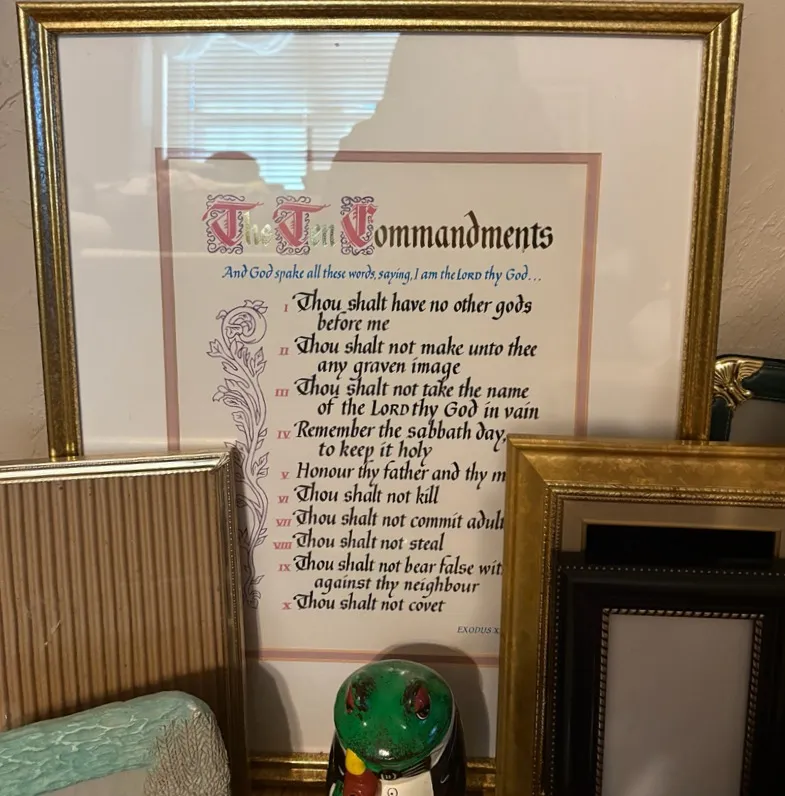 The Ten Commandments
And God spake all these words, saying, I am the LORD thy God...
I Thou shalt have no other gods
before me
II Thou shalt not make unto thee
any graven image
III Thou shalt not take the name
of the LORD thy God in vain
IV Remember the sabbath day,
to keep it holy
V Honour thy father and thy m
VI Thou shalt not kill
VII Thou shalt not commit adul
VIII Thou shalt not steal
IX Thou shalt not bear false wit
against thy neighbour
X Thou shalt not covet
EXODUS X